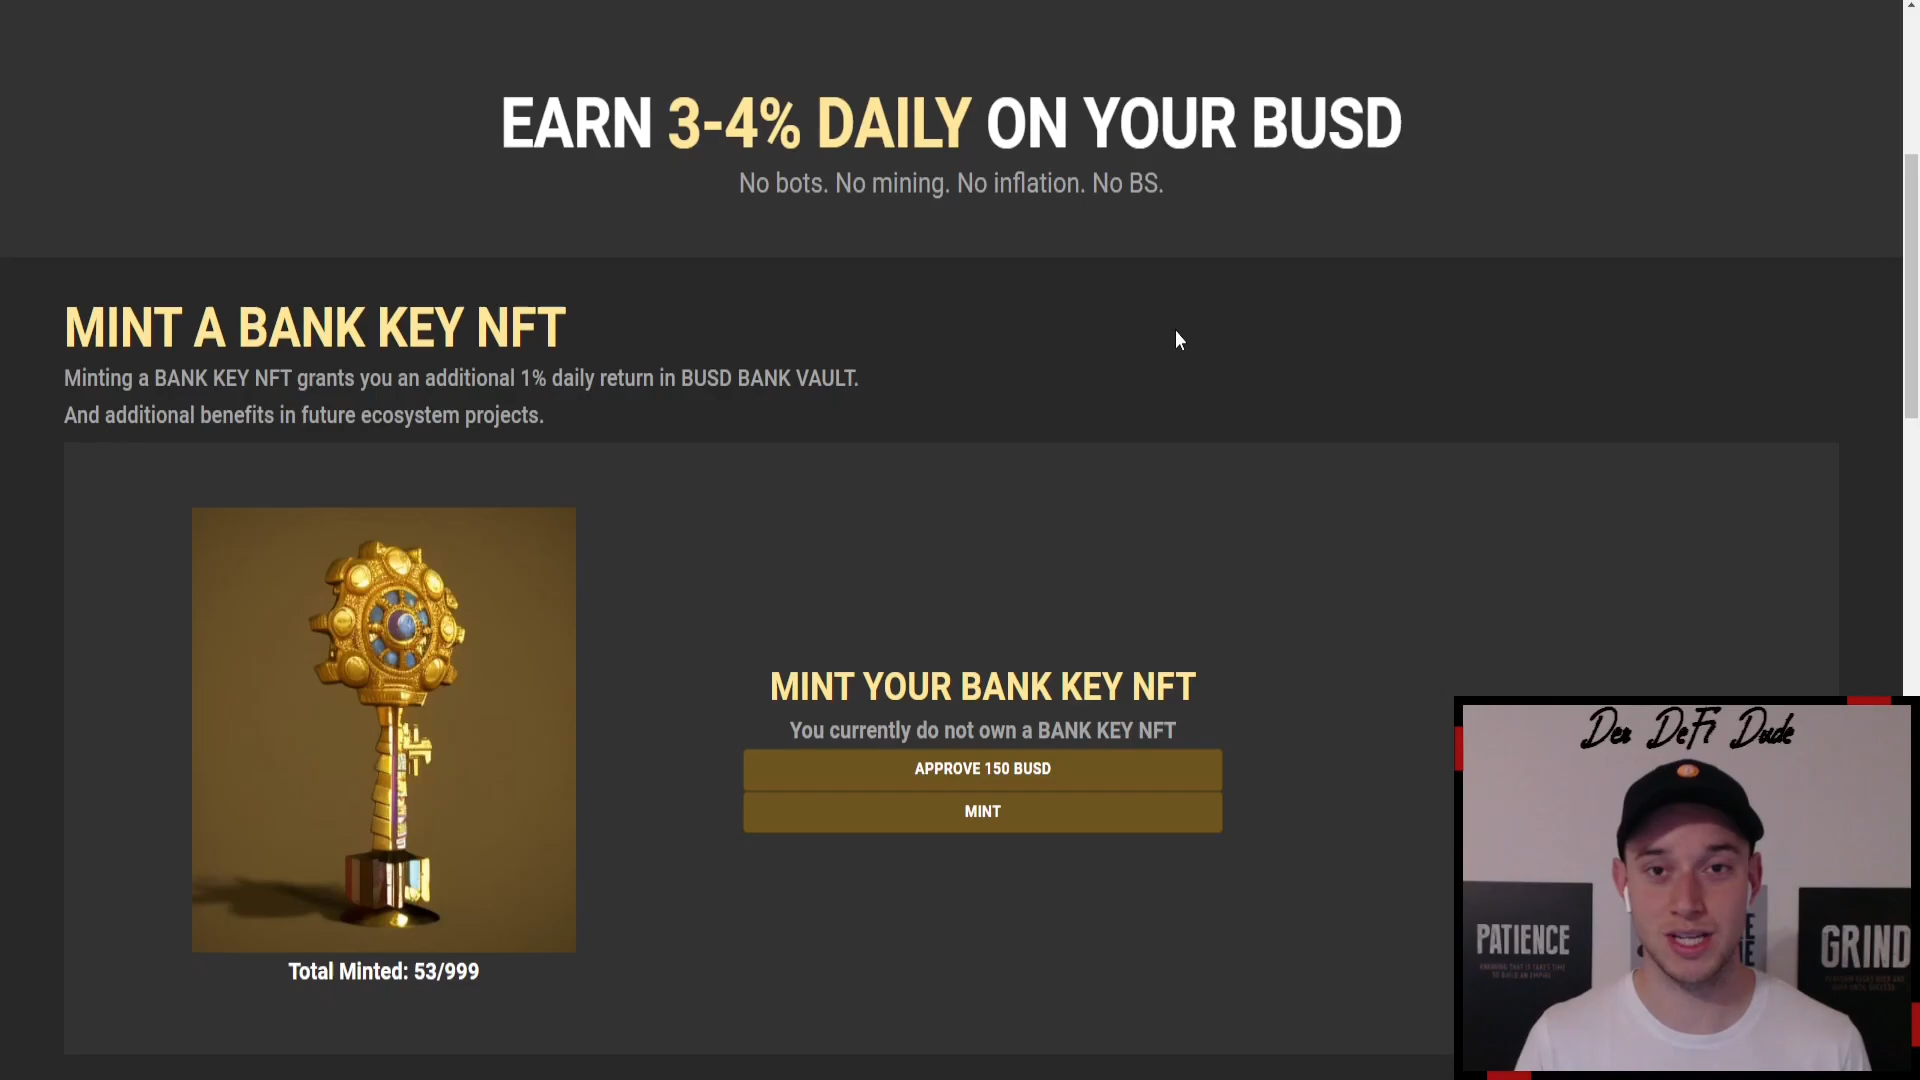 EARN 3-4% DAILY ON YOUR BUSD
No bots. No mining. No inflation. No BS.
MINT A BANK KEY NFT
Minting a BANK KEY NFT grants you an additional 1% daily return in BUSD BANK VAULT.
And additional benefits in future ecosystem projects.
MINT YOUR BANK KEY NFT
You currently do not own a BANK KEY NFT
APPROVE 150 BUSD
MINT
Total Minted: 53/999
Der DeFi Dude
PATIENCE
GRIND